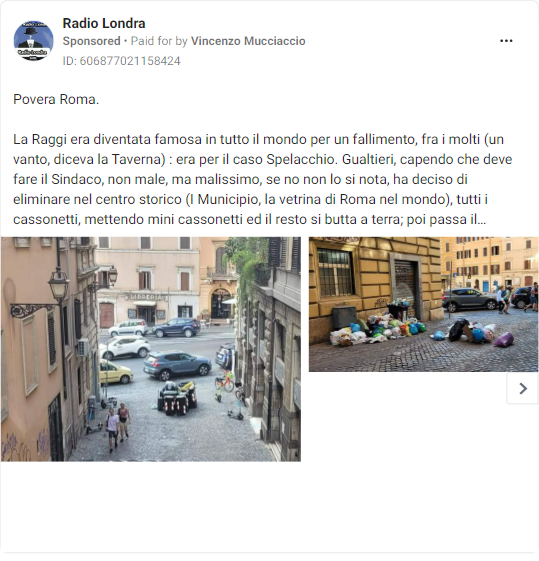 Radio Londra
Sponsored • Paid for by Vincenzo Mucciaccio
ID: 606877021158424
Povera Roma.
La Raggi era diventata famosa in tutto il mondo per un fallimento, fra i molti (un
vanto, diceva la Taverna) : era per il caso Spelacchio. Gualtieri, capendo che deve
fare il Sindaco, non male, ma malissimo, se no non lo si nota, ha deciso di
eliminare nel centro storico (I Municipio, la vetrina di Roma nel mondo), tutti i
cassonetti, mettendo mini cassonetti ed il resto si butta a terra; poi passa il...
LIBRERIA